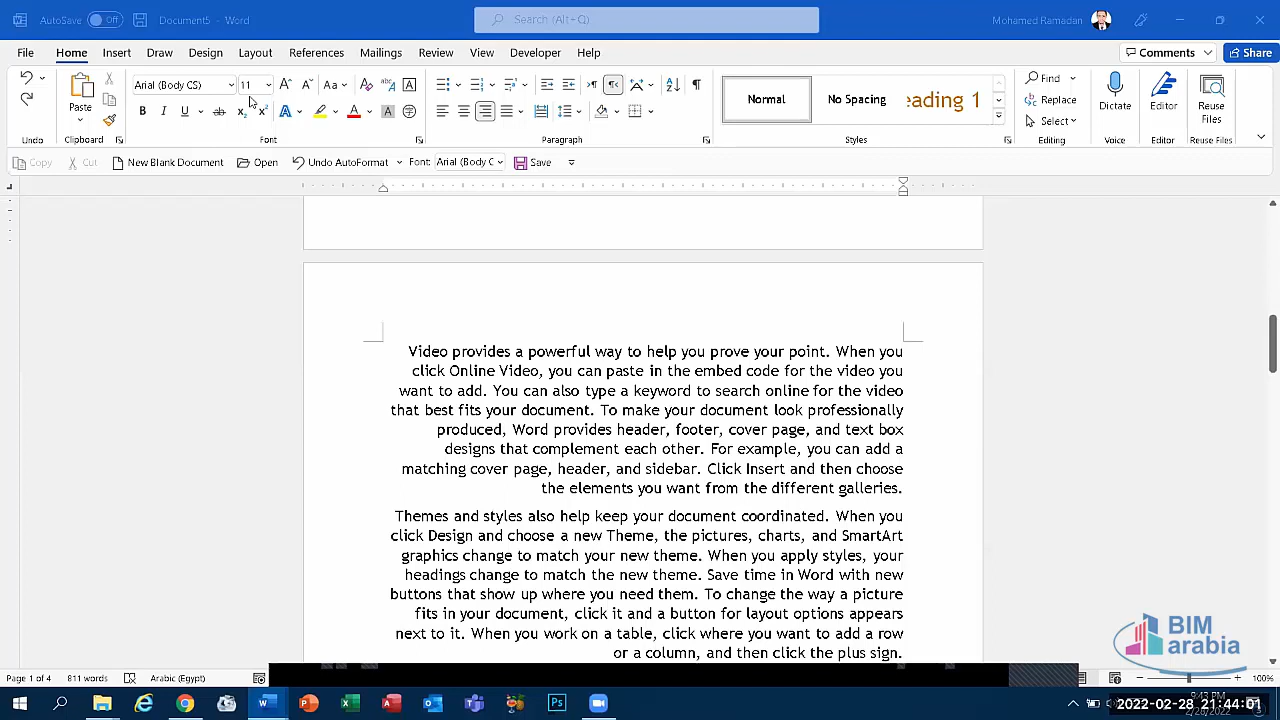 AutoSave Off Document5 - Word Search (Alt+Q) Mohamed Ramadan
File Home Insert Draw Design Layout References Mailings Review View Developer Help Comments Share
Arial (Body CS) 11 Aa Normal No Spacing eading 1 Find
Paste Replace Dictate Editor Reuse Files
B I U ab x₂ x² A A A Select
Undo Clipboard Font Paragraph Styles Editing Voice Editor Reuse Files
Copy Cut New Blank Document Open Undo AutoFormat Font: Arial (Body C Save
Video provides a powerful way to help you prove your point. When you
click Online Video, you can paste in the embed code for the video you
want to add. You can also type a keyword to search online for the video
that best fits your document. To make your document look professionally
produced, Word provides header, footer, cover page, and text box
designs that complement each other. For example, you can add a
matching cover page, header, and sidebar. Click Insert and then choose
the elements you want from the different galleries.
Themes and styles also help keep your document coordinated. When you
click Design and choose a new Theme, the pictures, charts, and SmartArt
graphics change to match your new theme. When you apply styles, your
headings change to match the new theme. Save time in Word with new
buttons that show up where you need them. To change the way a picture
fits in your document, click it and a button for layout options appears
next to it. When you work on a table, click where you want to add a row
or a column, and then click the plus sign.
BIM
arabia
Page 1 of 4 811 words Arabic (Egypt) 100%
9:43 PM
2022-02-28 21:44:01